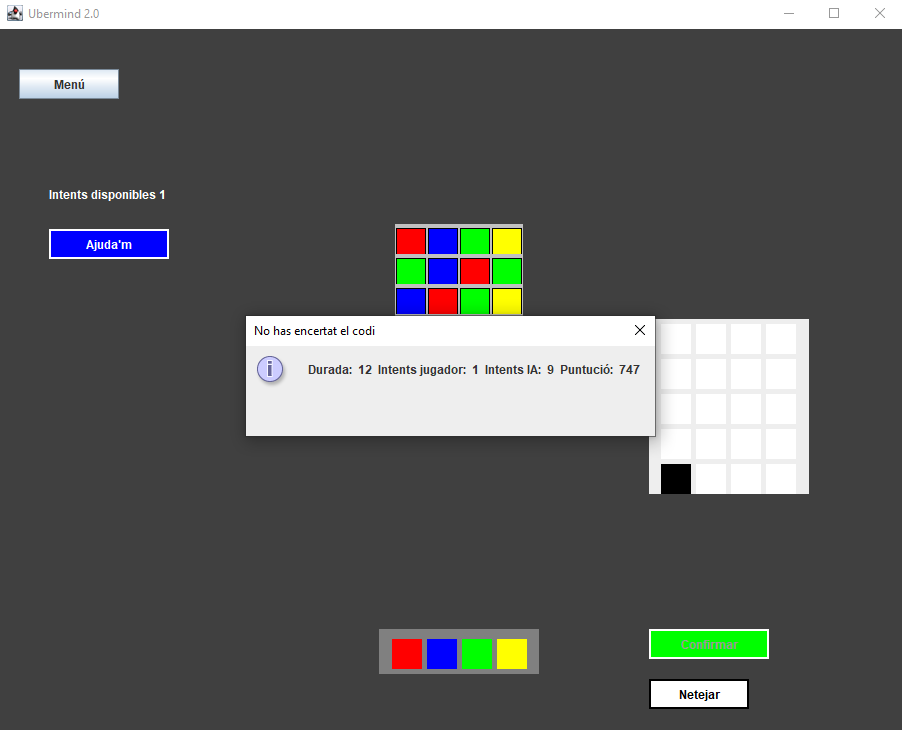 Ubermind 2.0
Menú
Intents disponibles 1
Ajuda'm
No has encertat el codi
Durada: 12 Intents jugador: 1 Intents IA: 9 Puntució: 747
Confirmar
Netejar